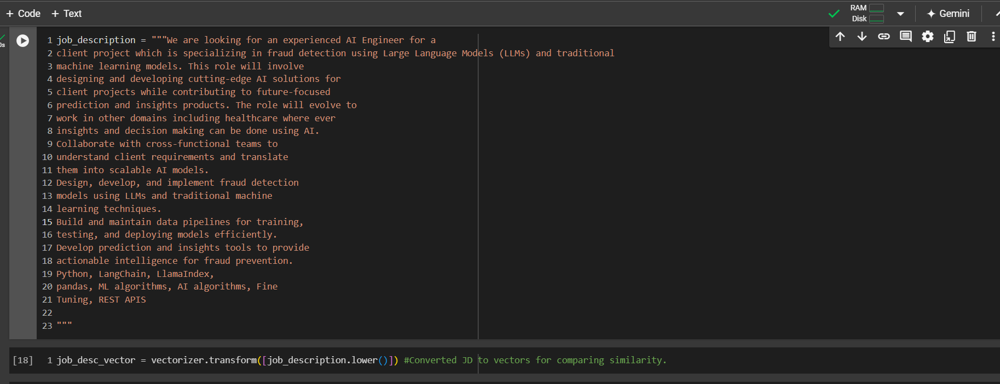 + Code + Text
RAM
Disk
Gemini
0s
1 job_description = """We are looking for an experienced AI Engineer for a
2 client project which is specializing in fraud detection using Large Language Models (LLMs) and traditional
3 machine learning models. This role will involve
4 designing and developing cutting-edge AI solutions for
5 client projects while contributing to future-focused
6 prediction and insights products. The role will evolve to
7 work in other domains including healthcare where ever
8 insights and decision making can be done using AI.
9 Collaborate with cross-functional teams to
10 understand client requirements and translate
11 them into scalable AI models.
12 Design, develop, and implement fraud detection
13 models using LLMs and traditional machine
14 learning techniques.
15 Build and maintain data pipelines for training,
16 testing, and deploying models efficiently.
17 Develop prediction and insights tools to provide
18 actionable intelligence for fraud prevention.
19 Python, LangChain, LlamaIndex,
20 pandas, ML algorithms, AI algorithms, Fine
21 Tuning, REST APIS
22
23 """
[18] 1 job_desc_vector = vectorizer.transform([job_description.lower()]) #Converted JD to vectors for comparing similarity.